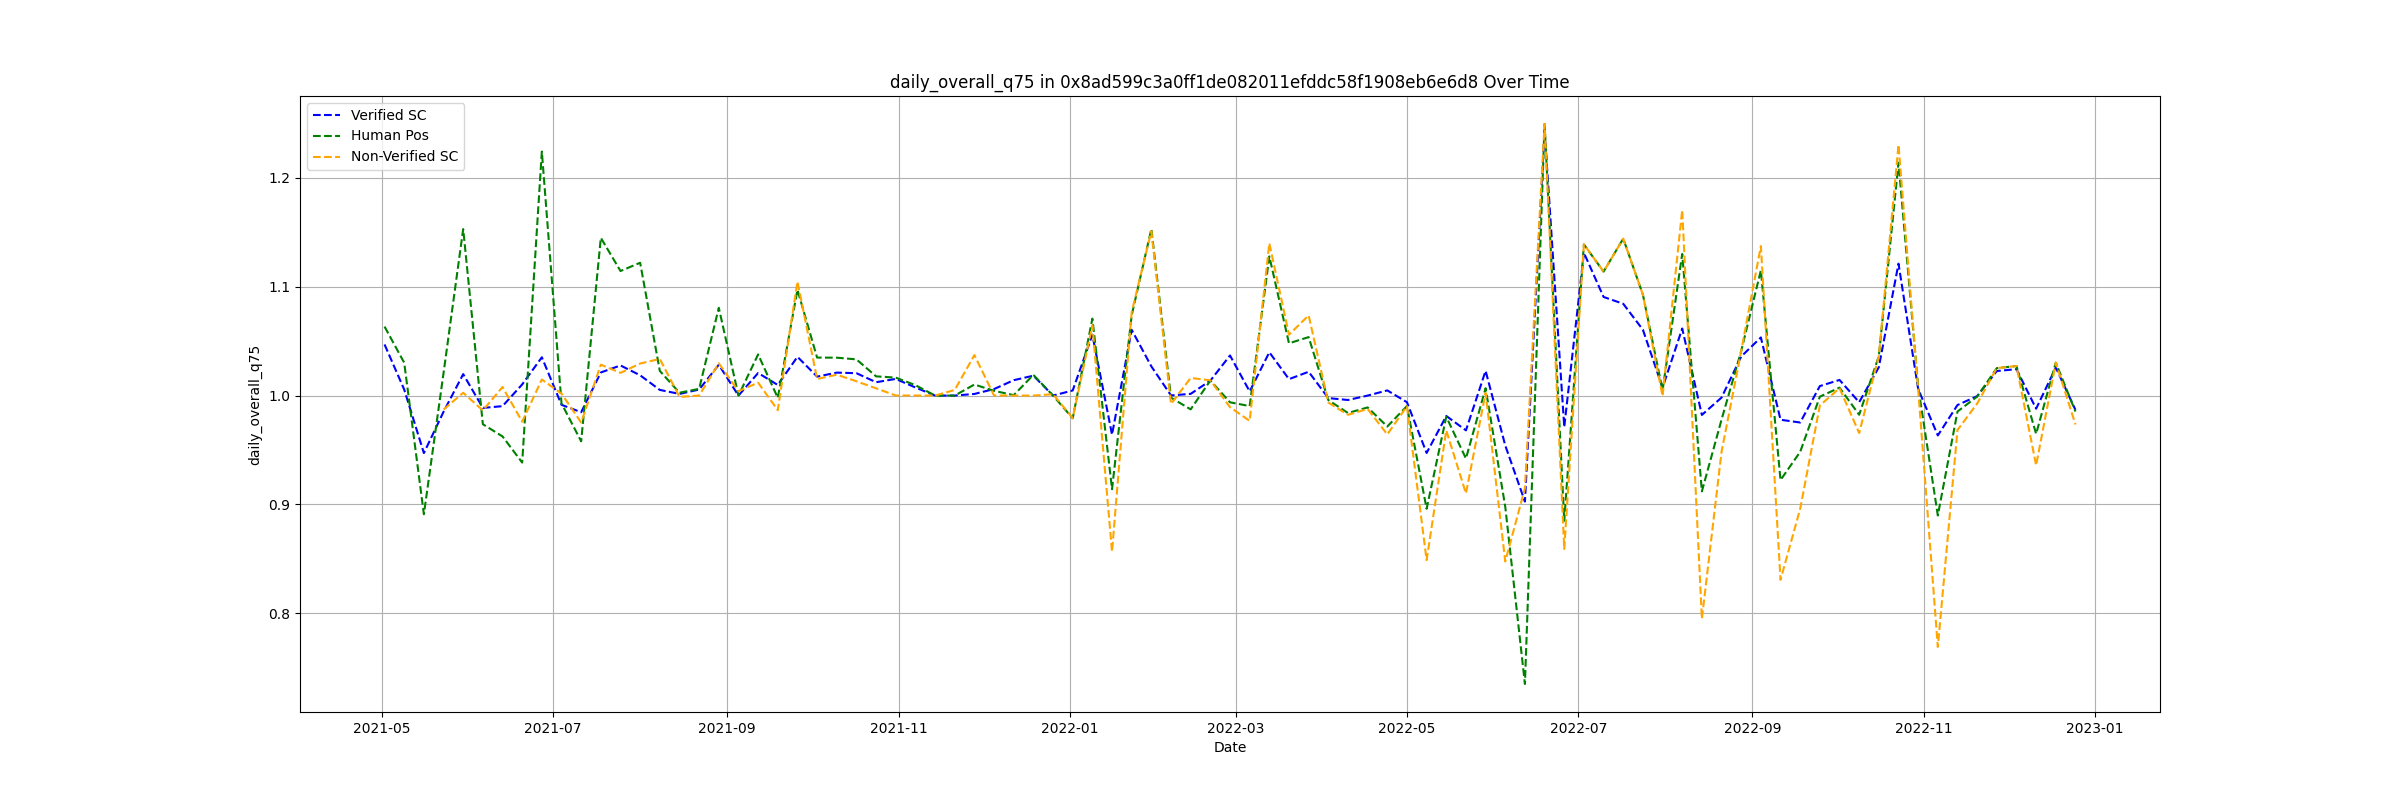 daily_overall_q75 in 0x8ad599c3a0ff1de082011efddc58f1908eb6e6d8 Over Time
Verified SC
Human Pos
Non-Verified SC
daily_overall_q75
1.2
1.1
1.0
0.9
0.8
2021-05 2021-07 2021-09 2021-11 2022-01 2022-03 2022-05 2022-07 2022-09 2022-11 2023-01
Date